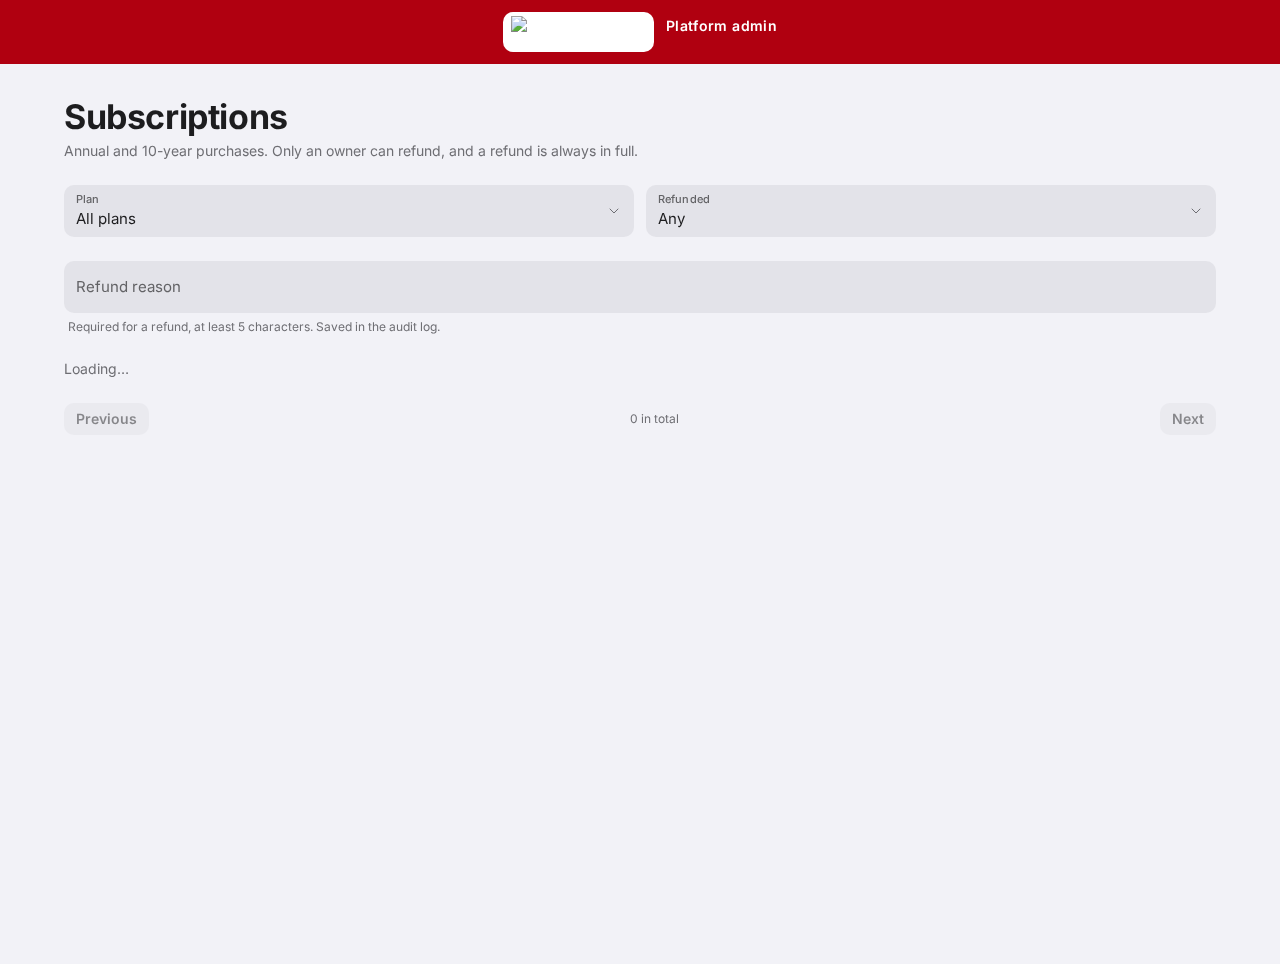 Platform admin
Subscriptions
Annual and 10-year purchases. Only an owner can refund, and a refund is always in full.
Plan
All plans
Refunded
Any
Refund reason
Required for a refund, at least 5 characters. Saved in the audit log.
Loading...
Previous
0 in total
Next